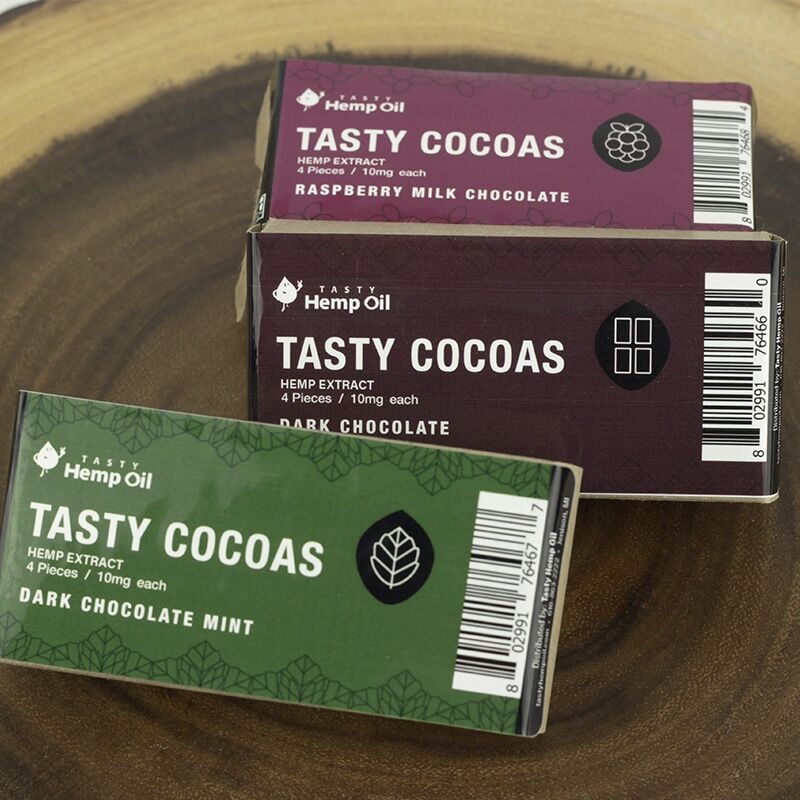 TASTY
Hemp Oil
TASTY COCOAS
HEMP EXTRACT
4 Pieces / 10mg each
RASPBERRY MILK CHOCOLATE
8 02991 76468 4
TASTY
Hemp Oil
TASTY COCOAS
HEMP EXTRACT
4 Pieces / 10mg each
DARK CHOCOLATE
8 02991 76466 0
Distributed by: Tasty Hemp Oil
TASTY
Hemp Oil
TASTY COCOAS
HEMP EXTRACT
4 Pieces / 10mg each
DARK CHOCOLATE MINT
8 02991 76467 7
Distributed by: Tasty Hemp Oil • Jenison, MI